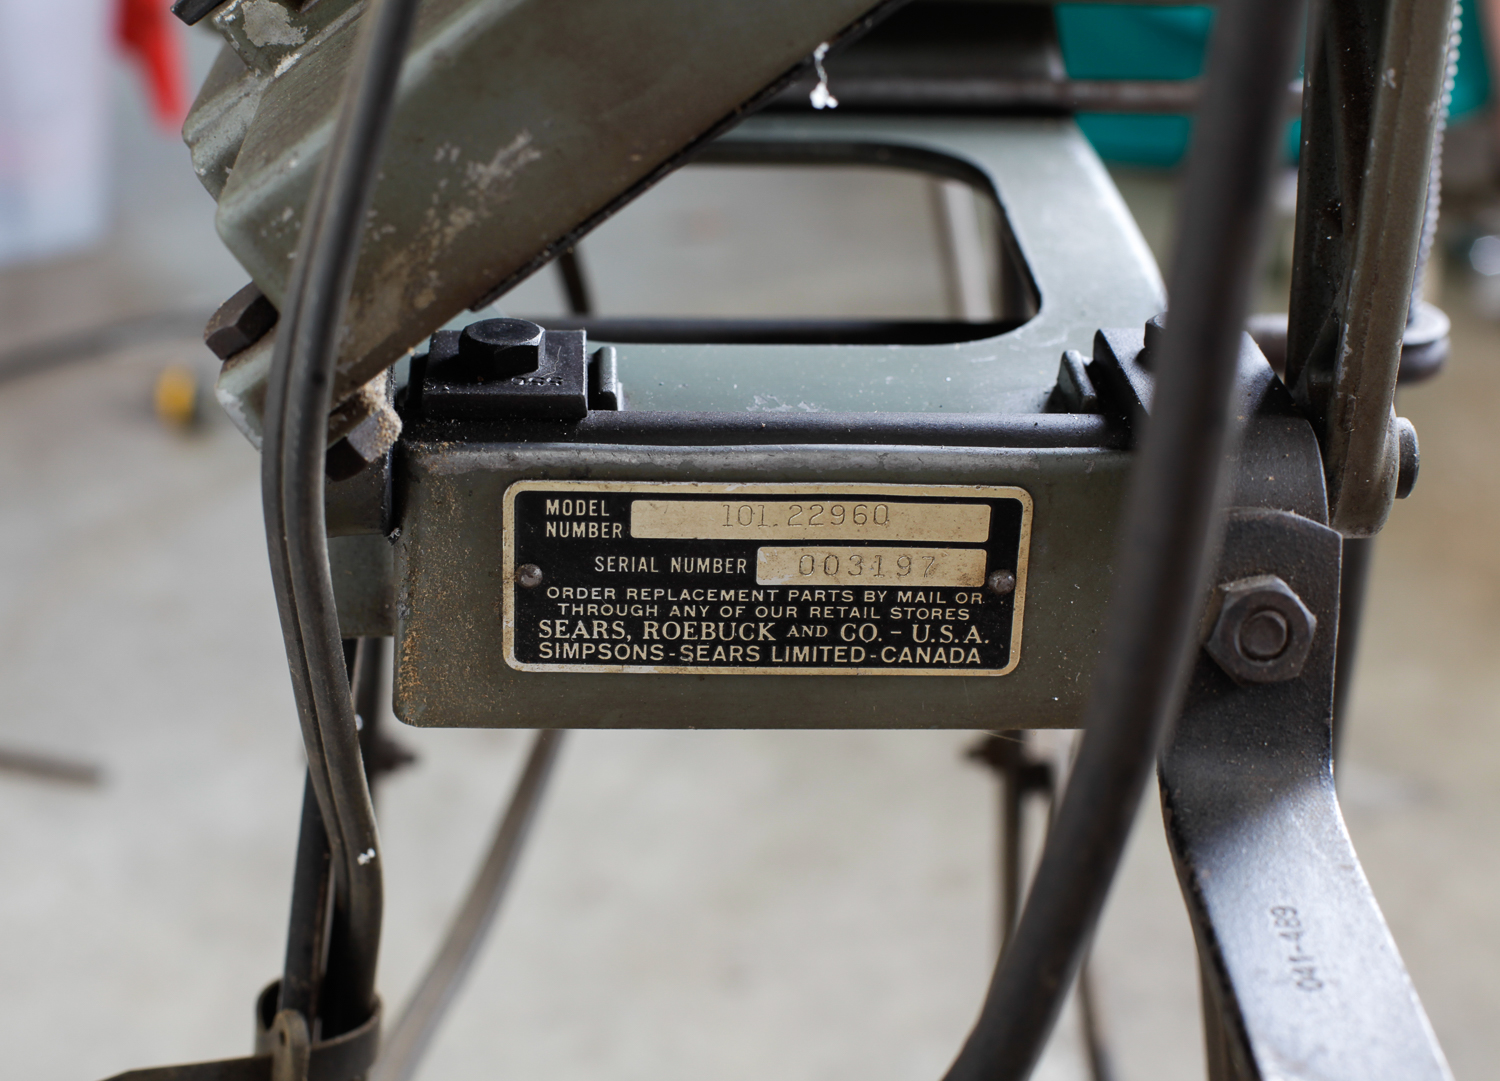 MODEL NUMBER 101.22960
SERIAL NUMBER 003197
ORDER REPLACEMENT PARTS BY MAIL OR
THROUGH ANY OF OUR RETAIL STORES
SEARS, ROEBUCK AND CO. - U.S.A.
SIMPSONS-SEARS LIMITED-CANADA
041-489